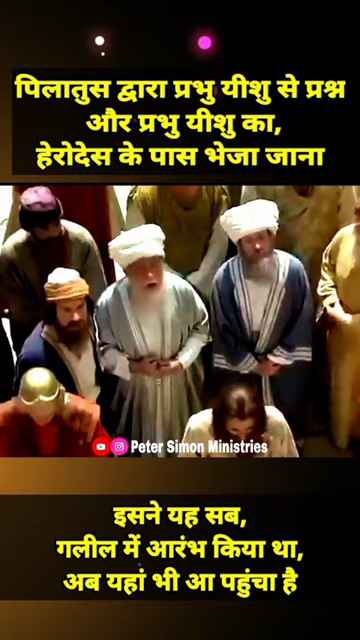 पिलातुस द्वारा प्रभु यीशु से प्रश्न
और प्रभु यीशु का,
हेरोदेस के पास भेजा जाना
Peter Simon Ministries
इसने यह सब,
गलील में आरंभ किया था,
अब यहां भी आ पहुंचा है